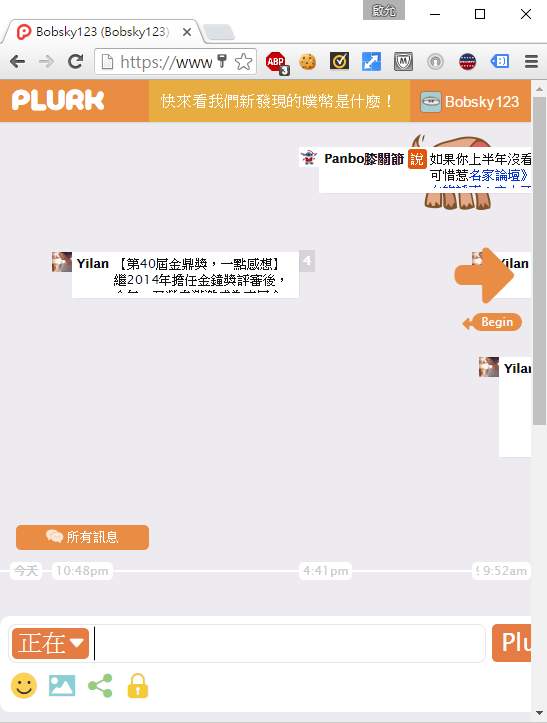 啟允
Bobsky123 (Bobsky123)
https://www
ABP
3
PLURK
快來看我們新發現的噗幣是什麼！
Bobsky123
Panbo膝關節 說 如果你上半年沒看
可惜惹名家論壇》
Yilan 【第40屆金鼎獎，一點感想】 4
繼2014年擔任金鐘獎評審後，
Yilan
Begin
Yilan
所有訊息
今天 10:48pm 4:41pm 9:52am
正在
Plu